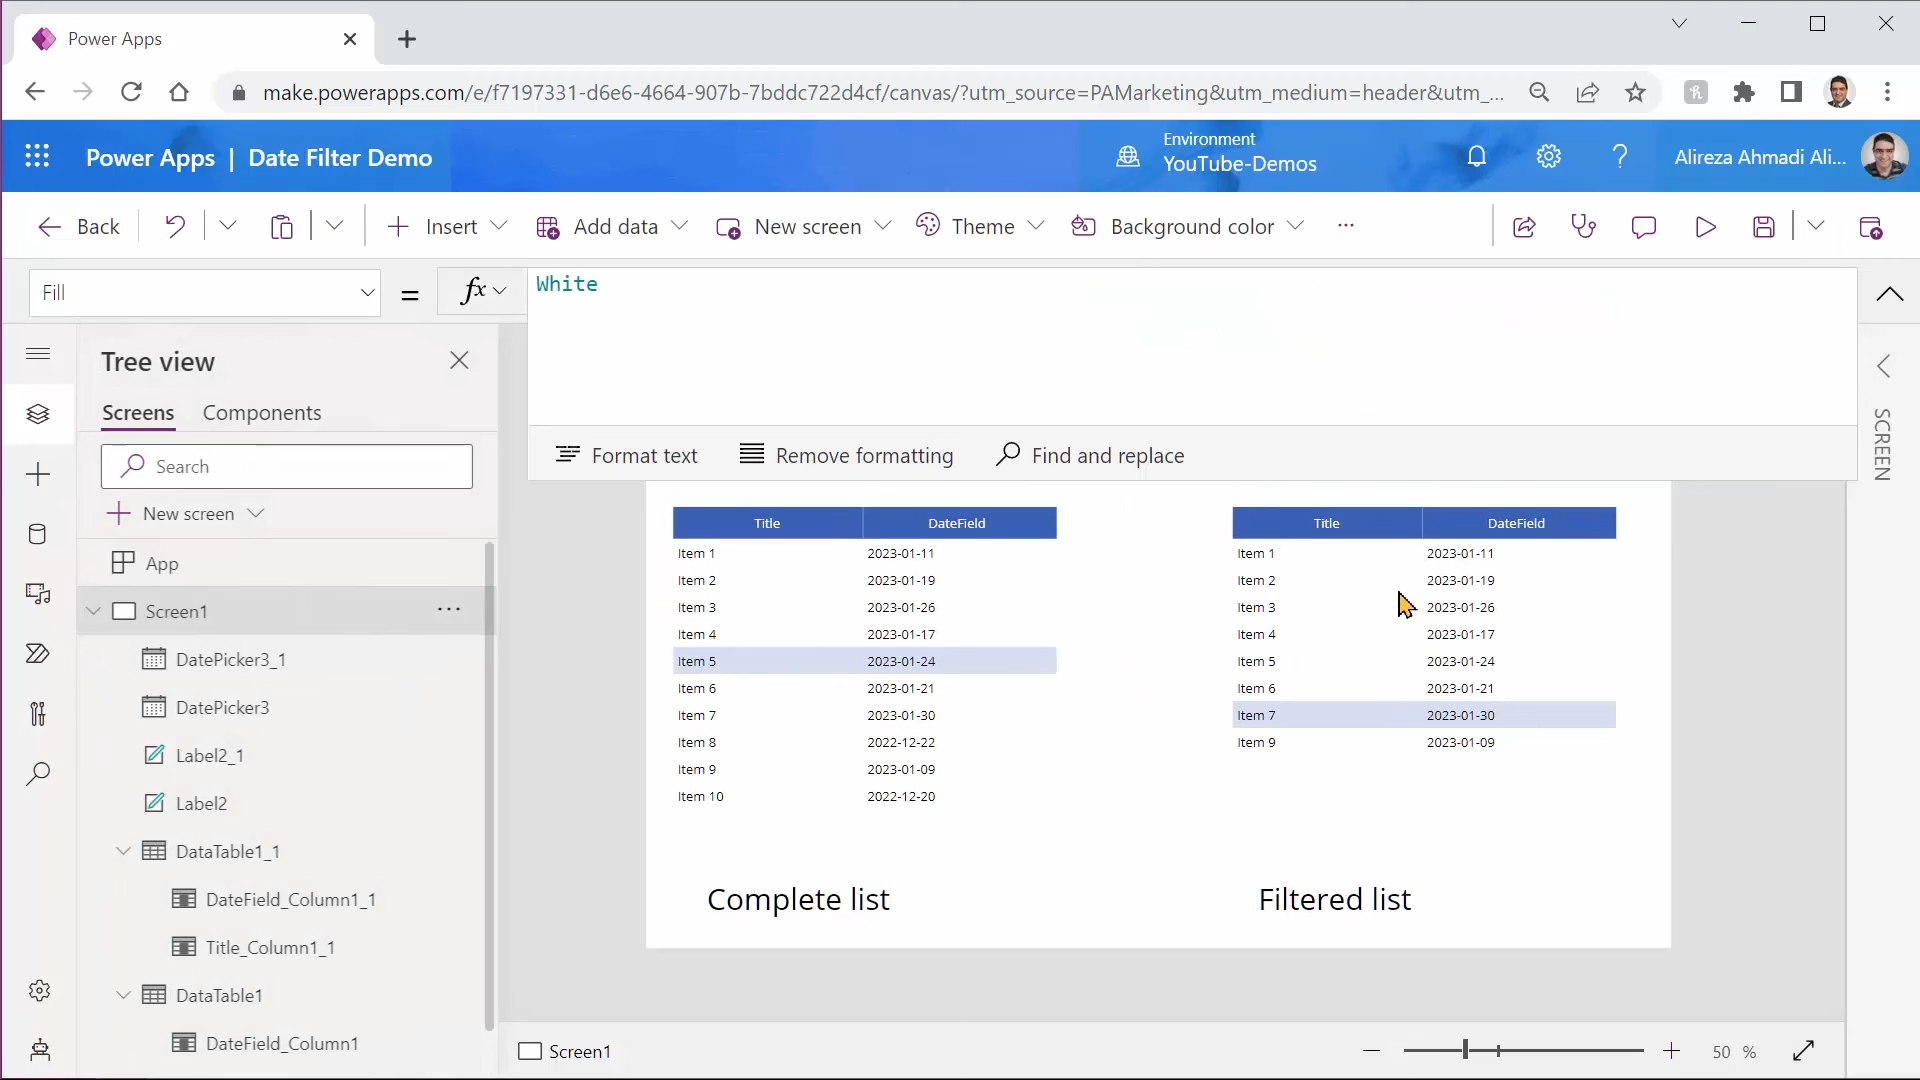 Power Apps
make.powerapps.com/e/f7197331-d6e6-4664-907b-7bddc722d4cf/canvas/?utm_source=PAMarketing&utm_medium=header&utm_...
Power Apps | Date Filter Demo
Environment
YouTube-Demos
Alireza Ahmadi Ali...
Back
Insert
Add data
New screen
Theme
Background color
Fill
=
fx
White
Format text
Remove formatting
Find and replace
Tree view
Screens
Components
Search
New screen
App
Screen1
DatePicker3_1
DatePicker3
Label2_1
Label2
DataTable1_1
DateField_Column1_1
Title_Column1_1
DataTable1
DateField_Column1
Title DateField
Item 1 2023-01-11
Item 2 2023-01-19
Item 3 2023-01-26
Item 4 2023-01-17
Item 5 2023-01-24
Item 6 2023-01-21
Item 7 2023-01-30
Item 8 2022-12-22
Item 9 2023-01-09
Item 10 2022-12-20
Complete list
Title DateField
Item 1 2023-01-11
Item 2 2023-01-19
Item 3 2023-01-26
Item 4 2023-01-17
Item 5 2023-01-24
Item 6 2023-01-21
Item 7 2023-01-30
Item 9 2023-01-09
Filtered list
SCREEN
Screen1
50 %